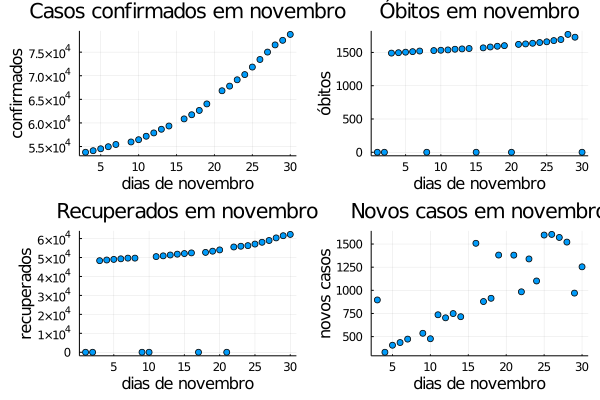 Casos confirmados em novembro
confirmados
7.5×10⁴
7.0×10⁴
6.5×10⁴
6.0×10⁴
5.5×10⁴
5 10 15 20 25 30
dias de novembro
Óbitos em novembro
óbitos
1500
1000
500
0
5 10 15 20 25 30
dias de novembro
Recuperados em novembro
recuperados
6×10⁴
5×10⁴
4×10⁴
3×10⁴
2×10⁴
1×10⁴
0
5 10 15 20 25 30
dias de novembro
Novos casos em novembro
novos casos
1500
1250
1000
750
500
5 10 15 20 25 30
dias de novembro